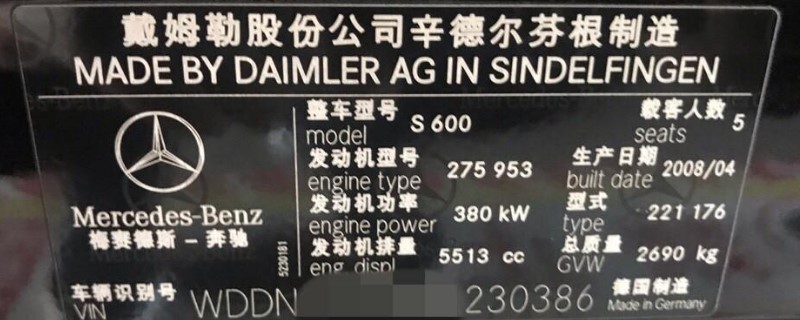 戴姆勒股份公司辛德尔芬根制造
MADE BY DAIMLER AG IN SINDELFINGEN
整车型号 model S 600 载客人数 seats 5
发动机型号 engine type 275 953 生产日期 built date 2008/04
发动机功率 engine power 380 kW 型式 type 221 176
发动机排量 eng. displ 5513 cc 总质量 GVW 2690 kg
Mercedes-Benz
梅赛德斯-奔驰
5230181
车辆识别号 VIN WDDN 230386 德国制造 Made in Germany